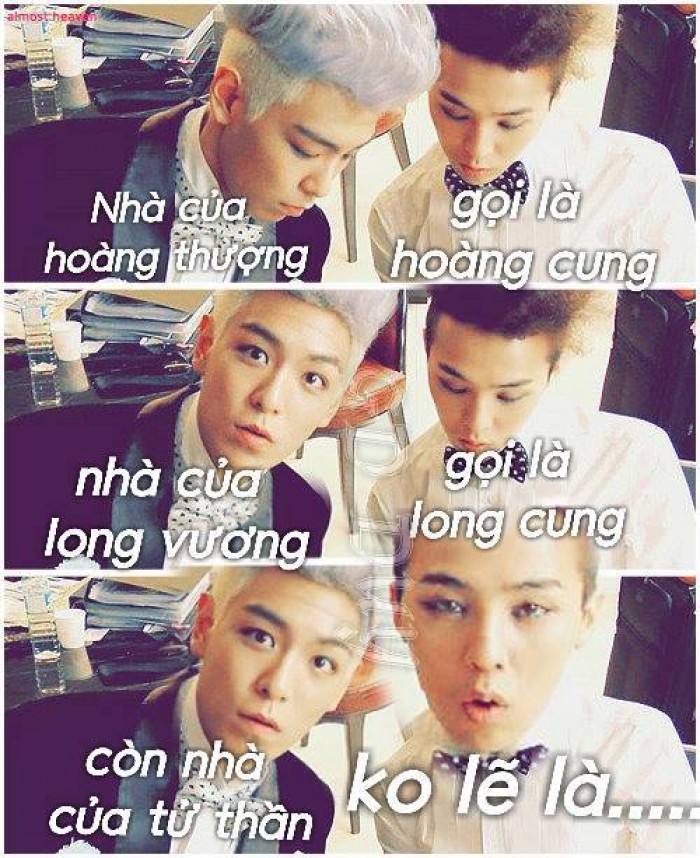 almost.heaven
Nhà của
hoàng thượng
gọi là
hoàng cung
nhà của
long vương
gọi là
long cung
còn nhà
của tử thần
ko lẽ là.....